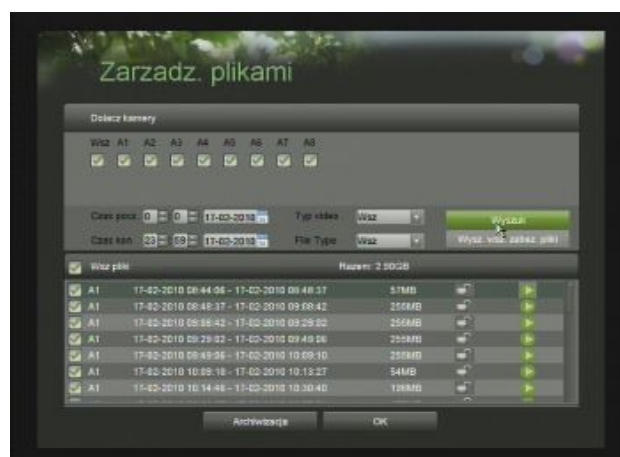 Zarzadz. plikami
Dolacz kamery
Wsz A1 A2 A3 A4 A5 A6 A7 A8
Czas pocz. 0 0 17-02-2010 Typ video Wsz Wyszuk
Czas kon. 23 59 17-02-2010 File Type Wsz Wysz. wsz. zabez. pliki
Wsz pliki Razem: 2.50GB
A1 17-02-2010 08:44:06 - 17-02-2010 08:48:37 57MB
A1 17-02-2010 08:48:37 - 17-02-2010 09:08:42 256MB
A1 17-02-2010 09:08:42 - 17-02-2010 09:29:02 256MB
A1 17-02-2010 09:29:02 - 17-02-2010 09:49:06 255MB
A1 17-02-2010 09:49:06 - 17-02-2010 10:09:10 255MB
A1 17-02-2010 10:09:10 - 17-02-2010 10:13:27 54MB
A1 17-02-2010 10:14:46 - 17-02-2010 10:30:40
Archiwizacja OK